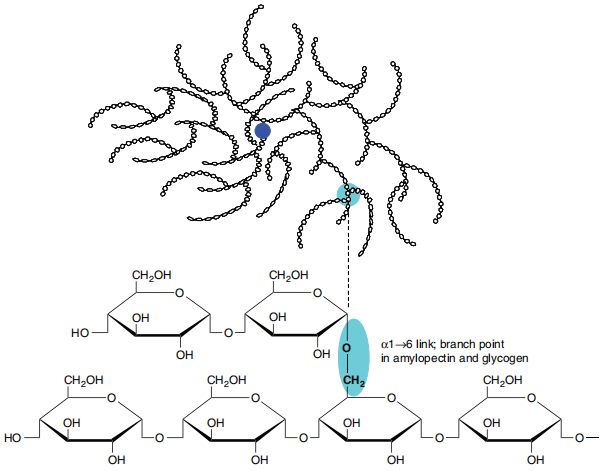 CH₂OH CH₂OH
O O
OH OH
HO O
O α1→6 link; branch point
OH OH in amylopectin and glycogen
CH₂OH CH₂OH CH₂ CH₂OH
O O O O
OH OH OH OH
HO O O O O
OH OH OH OH